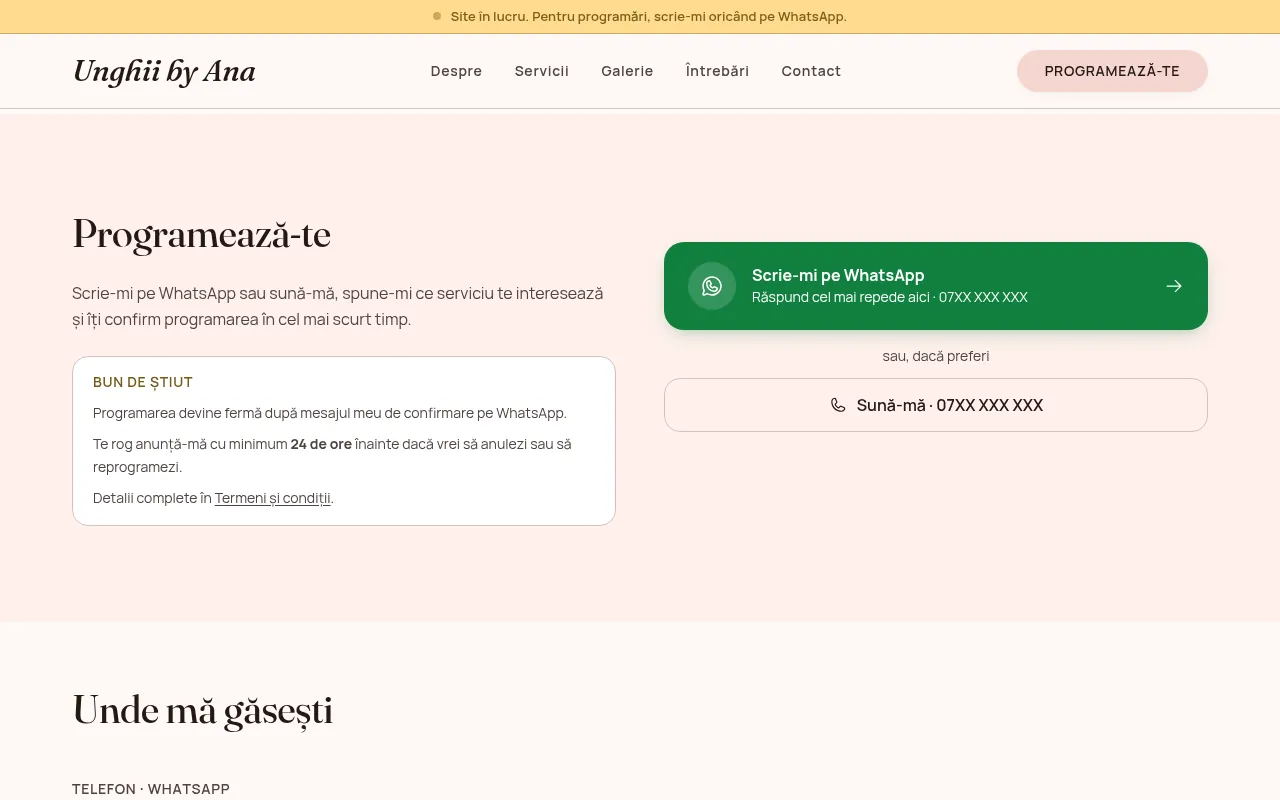 Site în lucru. Pentru programări, scrie-mi oricând pe WhatsApp.
Unghii by Ana
Despre
Servicii
Galerie
Întrebări
Contact
PROGRAMEAZĂ-TE
Programează-te
Scrie-mi pe WhatsApp sau sună-mă, spune-mi ce serviciu te interesează
și îți confirm programarea în cel mai scurt timp.
BUN DE ȘTIUT
Programarea devine fermă după mesajul meu de confirmare pe WhatsApp.
Te rog anunță-mă cu minimum 24 de ore înainte dacă vrei să anulezi sau să
reprogramezi.
Detalii complete în Termeni și condiții.
Scrie-mi pe WhatsApp
Răspund cel mai repede aici · 07XX XXX XXX
sau, dacă preferi
Sună-mă · 07XX XXX XXX
Unde mă găsești
TELEFON · WHATSAPP